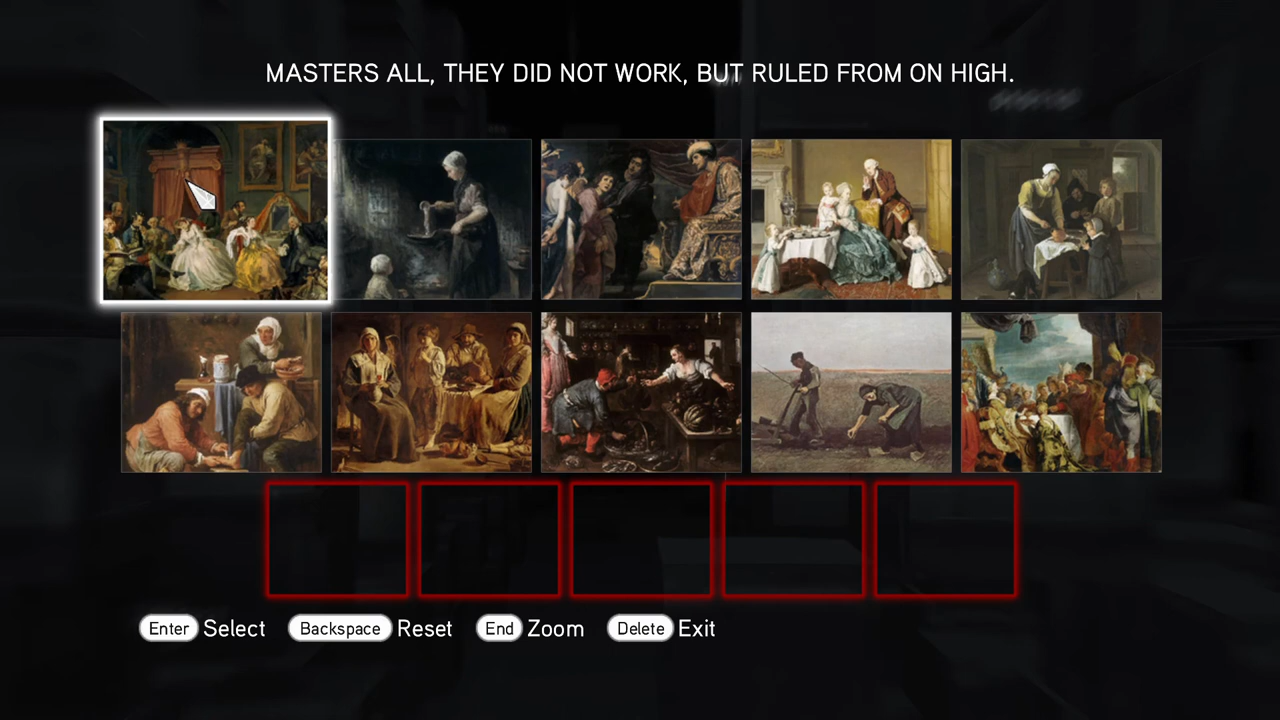 MASTERS ALL, THEY DID NOT WORK, BUT RULED FROM ON HIGH.
Enter Select Backspace Reset End Zoom Delete Exit